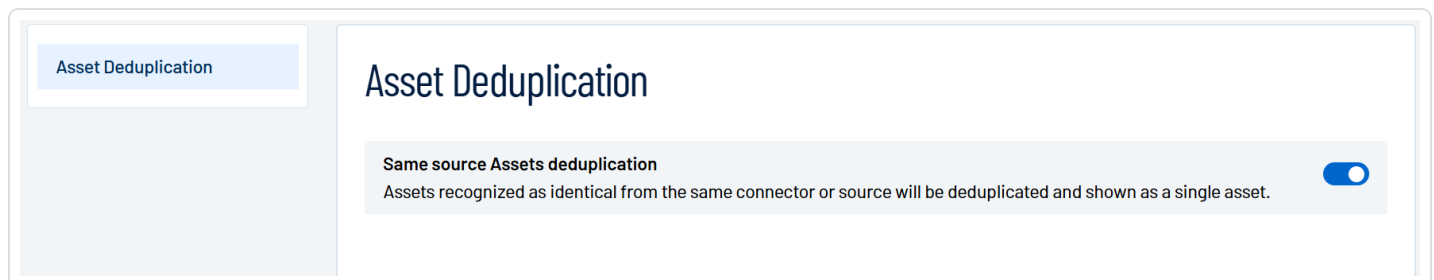 Asset Deduplication
Asset Deduplication
Same source Assets deduplication
Assets recognized as identical from the same connector or source will be deduplicated and shown as a single asset.